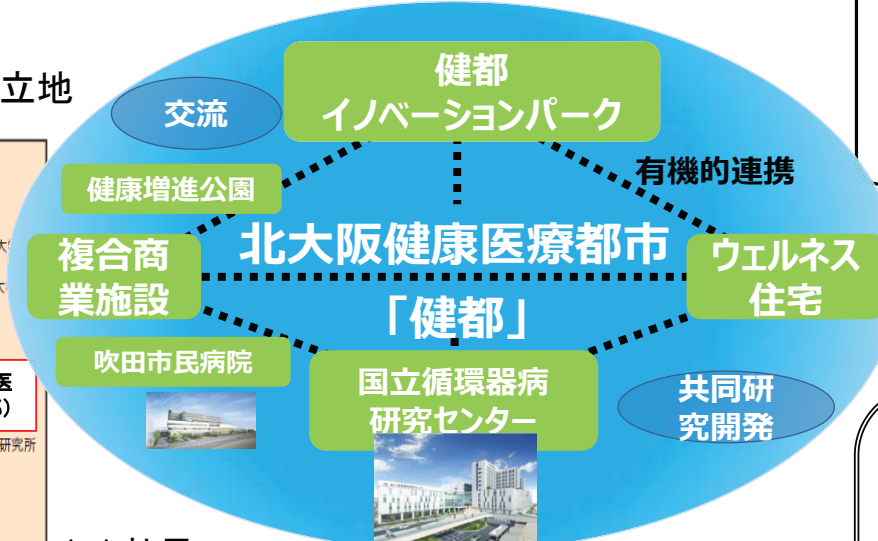 立地
健都
イノベーションパーク
交流
有機的連携
健康増進公園
北大阪健康医療都市
「健都」
複合商
業施設
ウェルネス
住宅
吹田市民病院
国立循環器病
研究センター
共同研
究開発
医
研究所